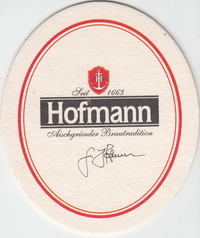 Seit 1663
Hofmann
Aischgründer Brautradition